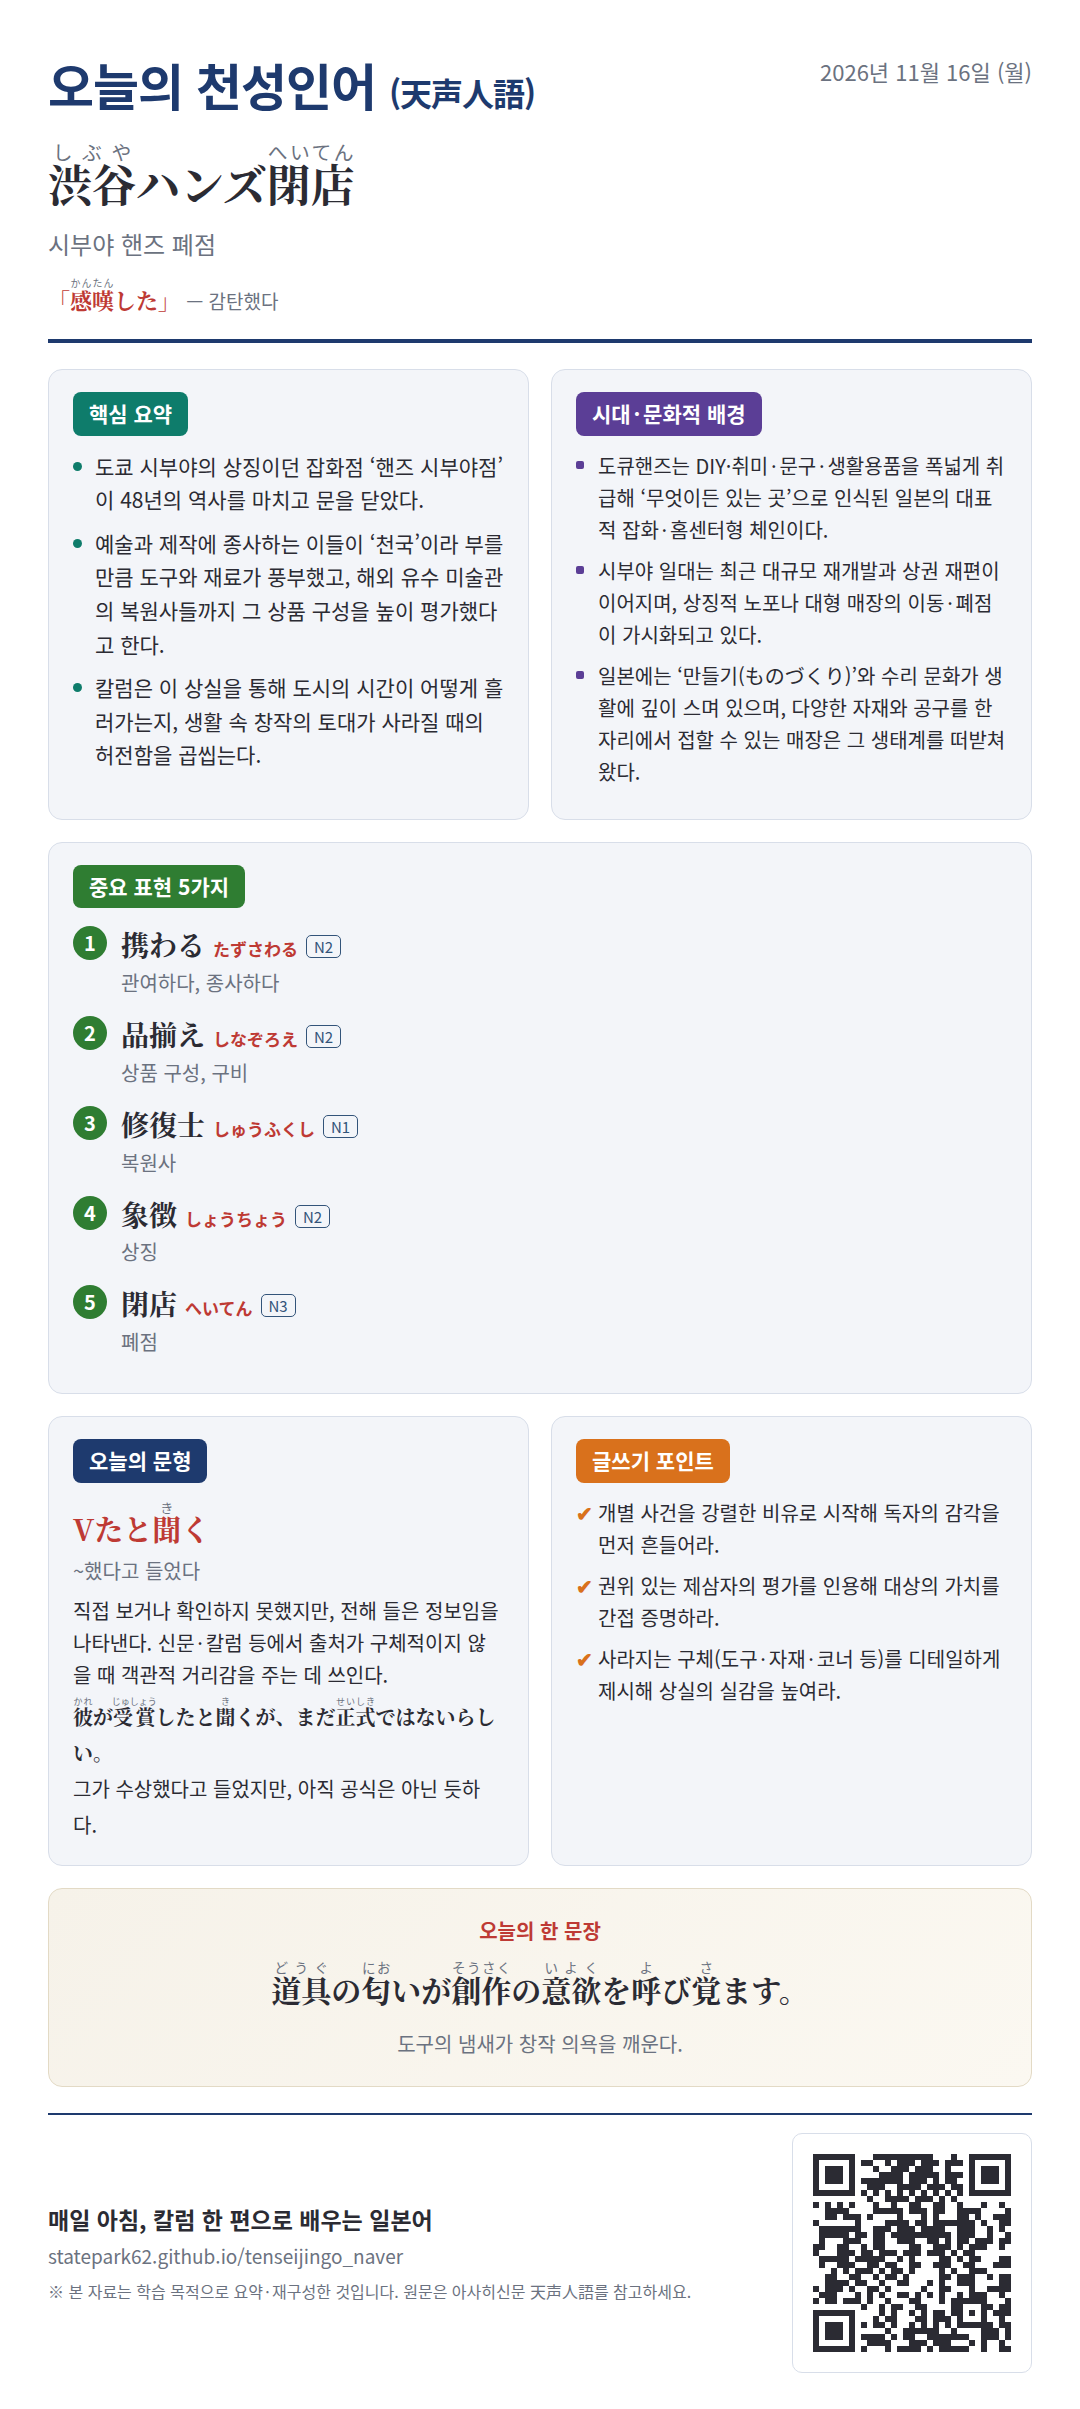 오늘의 천성인어 (天声人語)
2026년 11월 16일 (월)
しぶや へいてん
渋谷ハンズ閉店
시부야 핸즈 폐점
かんたん
「感嘆した」 — 감탄했다
핵심 요약
도쿄 시부야의 상징이던 잡화점 ‘핸즈 시부야점’
이 48년의 역사를 마치고 문을 닫았다.
예술과 제작에 종사하는 이들이 ‘천국’이라 부를
만큼 도구와 재료가 풍부했고, 해외 유수 미술관
의 복원사들까지 그 상품 구성을 높이 평가했다
고 한다.
칼럼은 이 상실을 통해 도시의 시간이 어떻게 흘
러가는지, 생활 속 창작의 토대가 사라질 때의
허전함을 곱씹는다.
시대·문화적 배경
도큐핸즈는 DIY·취미·문구·생활용품을 폭넓게 취
급해 ‘무엇이든 있는 곳’으로 인식된 일본의 대표
적 잡화·홈센터형 체인이다.
시부야 일대는 최근 대규모 재개발과 상권 재편이
이어지며, 상징적 노포나 대형 매장의 이동·폐점
이 가시화되고 있다.
일본에는 ‘만들기(ものづくり)’와 수리 문화가 생
활에 깊이 스며 있으며, 다양한 자재와 공구를 한
자리에서 접할 수 있는 매장은 그 생태계를 떠받쳐
왔다.
중요 표현 5가지
1 携わる たずさわる N2
관여하다, 종사하다
2 品揃え しなぞろえ N2
상품 구성, 구비
3 修復士 しゅうふくし N1
복원사
4 象徴 しょうちょう N2
상징
5 閉店 へいてん N3
폐점
오늘의 문형
き
Vたと聞く
~했다고 들었다
직접 보거나 확인하지 못했지만, 전해 들은 정보임을
나타낸다. 신문·칼럼 등에서 출처가 구체적이지 않
을 때 객관적 거리감을 주는 데 쓰인다.
かれ じゅしょう き せいしき
彼が受賞したと聞くが、まだ正式ではないらし
い。
그가 수상했다고 들었지만, 아직 공식은 아닌 듯하
다.
글쓰기 포인트
✔ 개별 사건을 강렬한 비유로 시작해 독자의 감각을
먼저 흔들어라.
✔ 권위 있는 제삼자의 평가를 인용해 대상의 가치를
간접 증명하라.
✔ 사라지는 구체(도구·자재·코너 등)를 디테일하게
제시해 상실의 실감을 높여라.
오늘의 한 문장
どうぐ にお そうさく いよく よ さ
道具の匂いが創作の意欲を呼び覚ます。
도구의 냄새가 창작 의욕을 깨운다.
매일 아침, 칼럼 한 편으로 배우는 일본어
statepark62.github.io/tenseijingo_naver
※ 본 자료는 학습 목적으로 요약·재구성한 것입니다. 원문은 아사히신문 天声人語를 참고하세요.